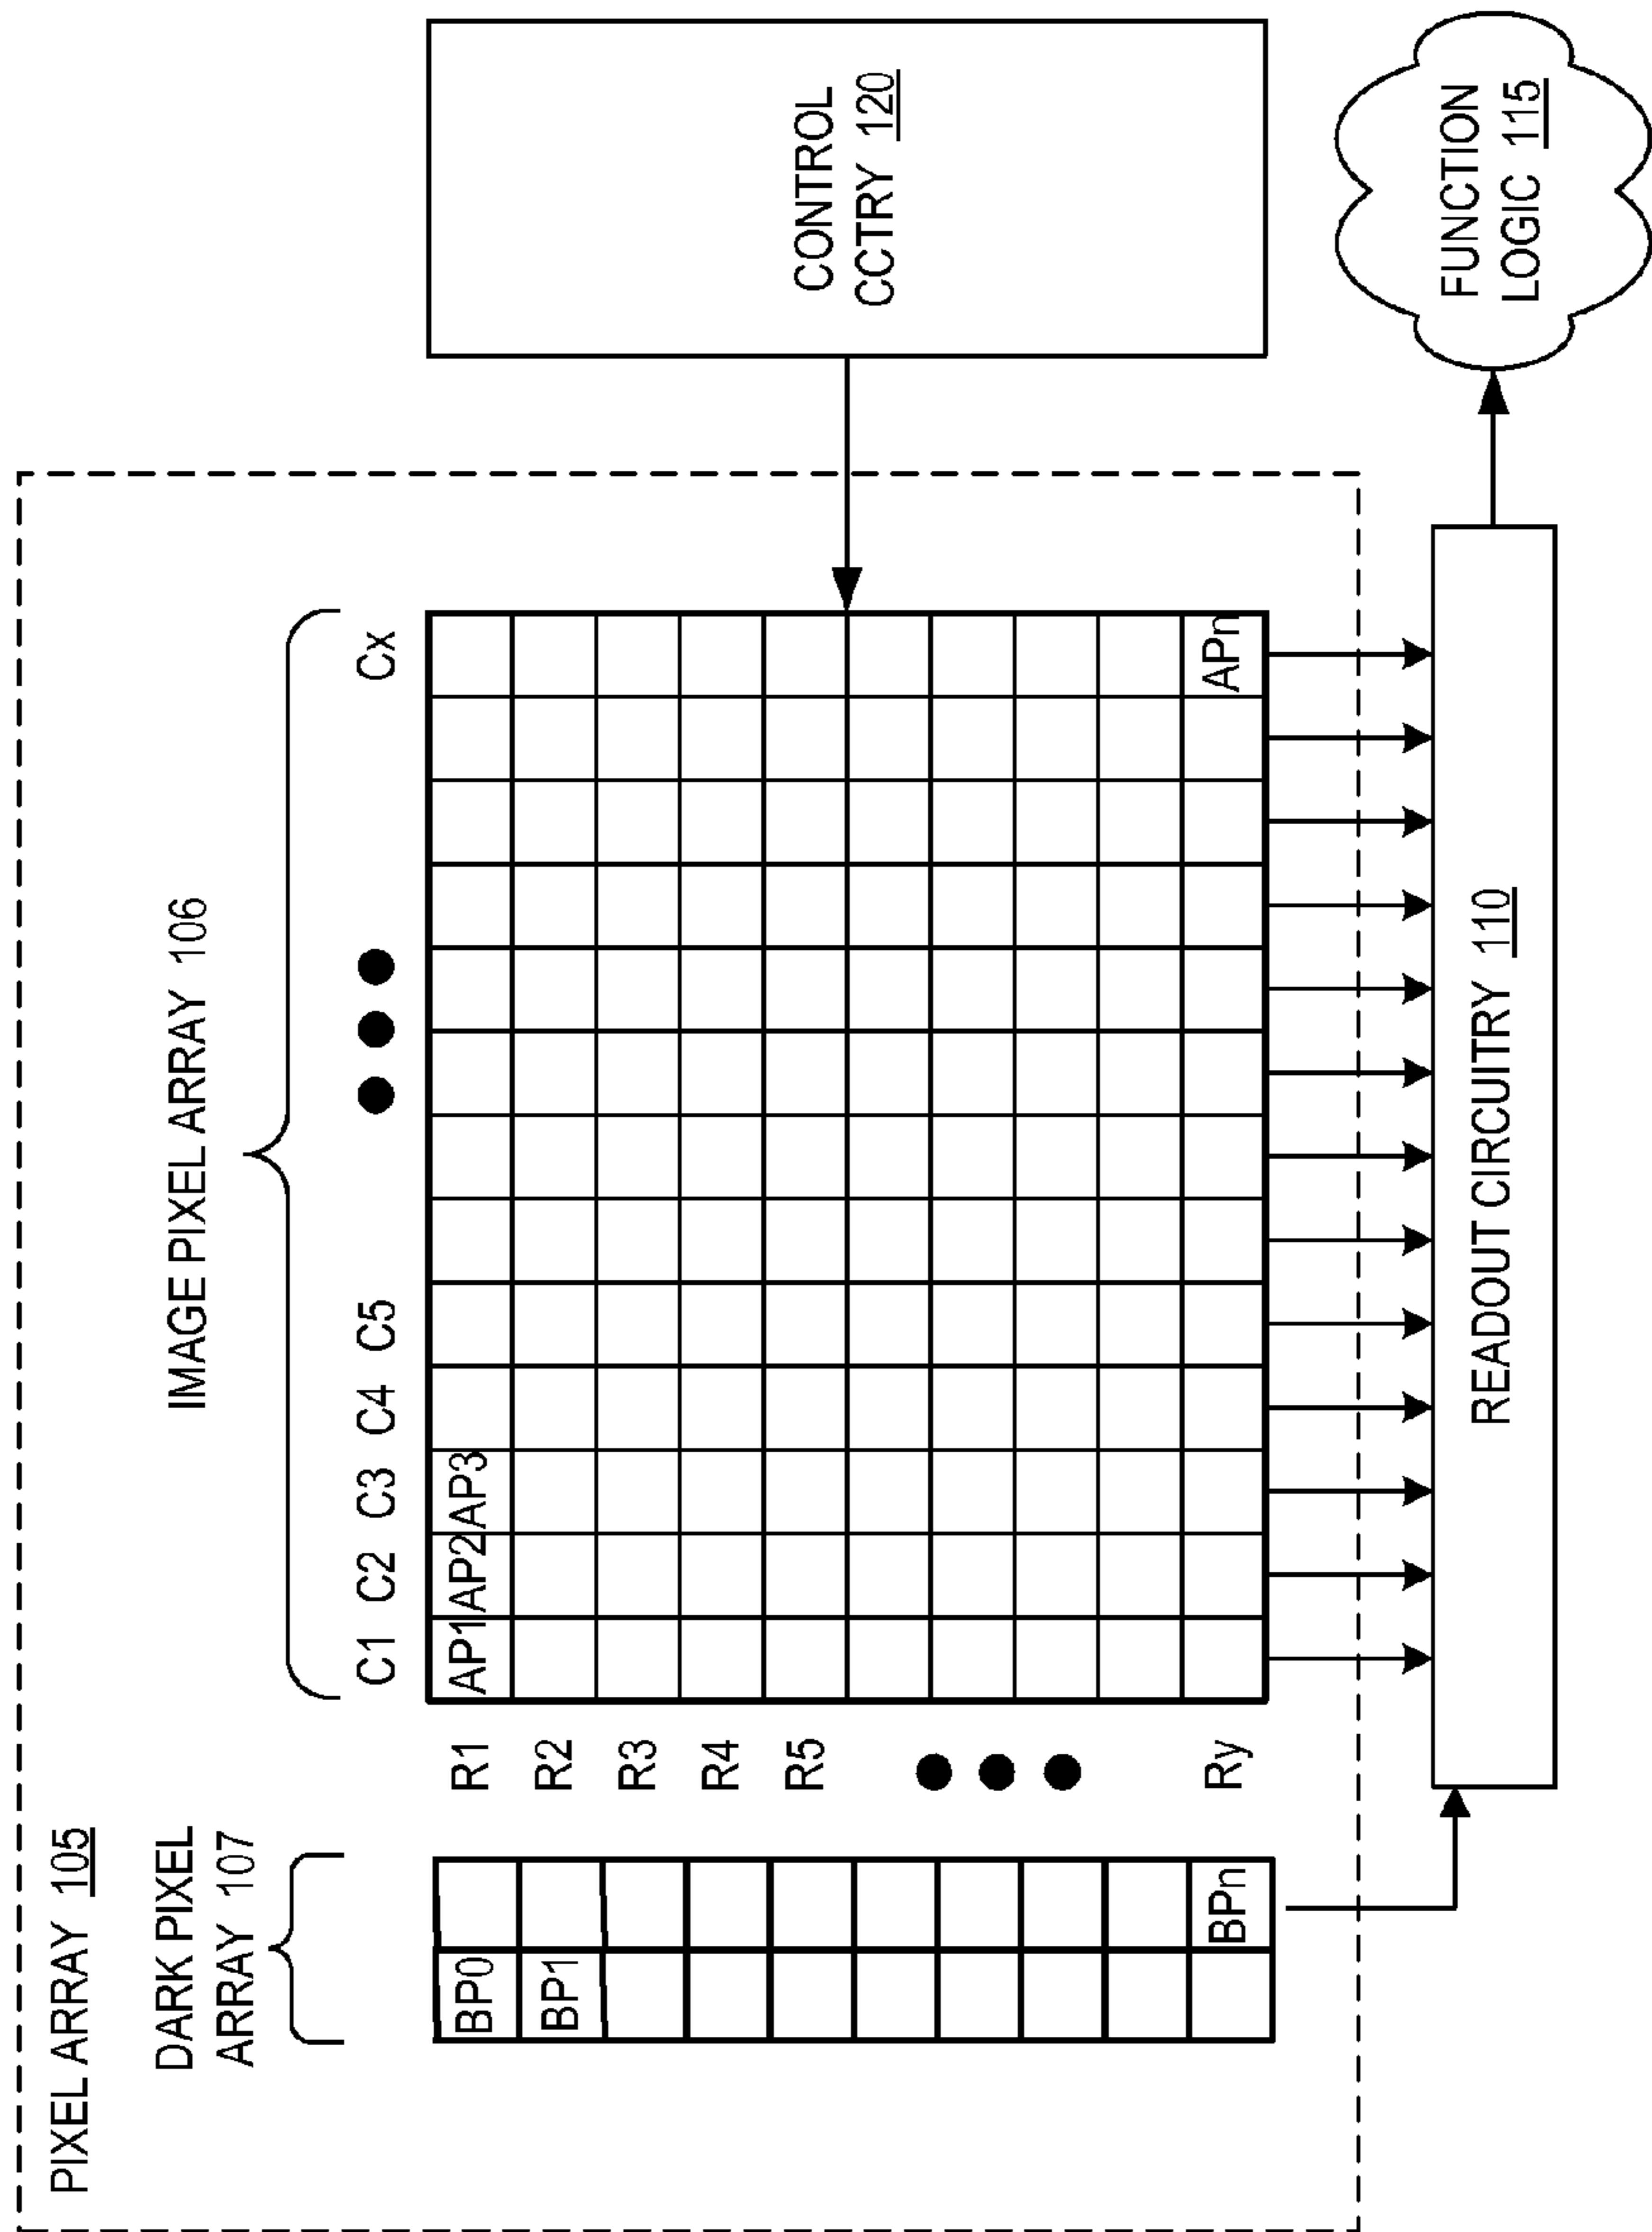 PIXEL ARRAY 105
DARK PIXEL
ARRAY 107
IMAGE PIXEL ARRAY 106
C1 C2 C3 C4 C5 Cx
R1
R2
R3
R4
R5
Ry
BP0
BP1
BPn
AP1 AP2 AP3
APn
CONTROL
CCTRY 120
READOUT CIRCUITRY 110
FUNCTION
LOGIC 115